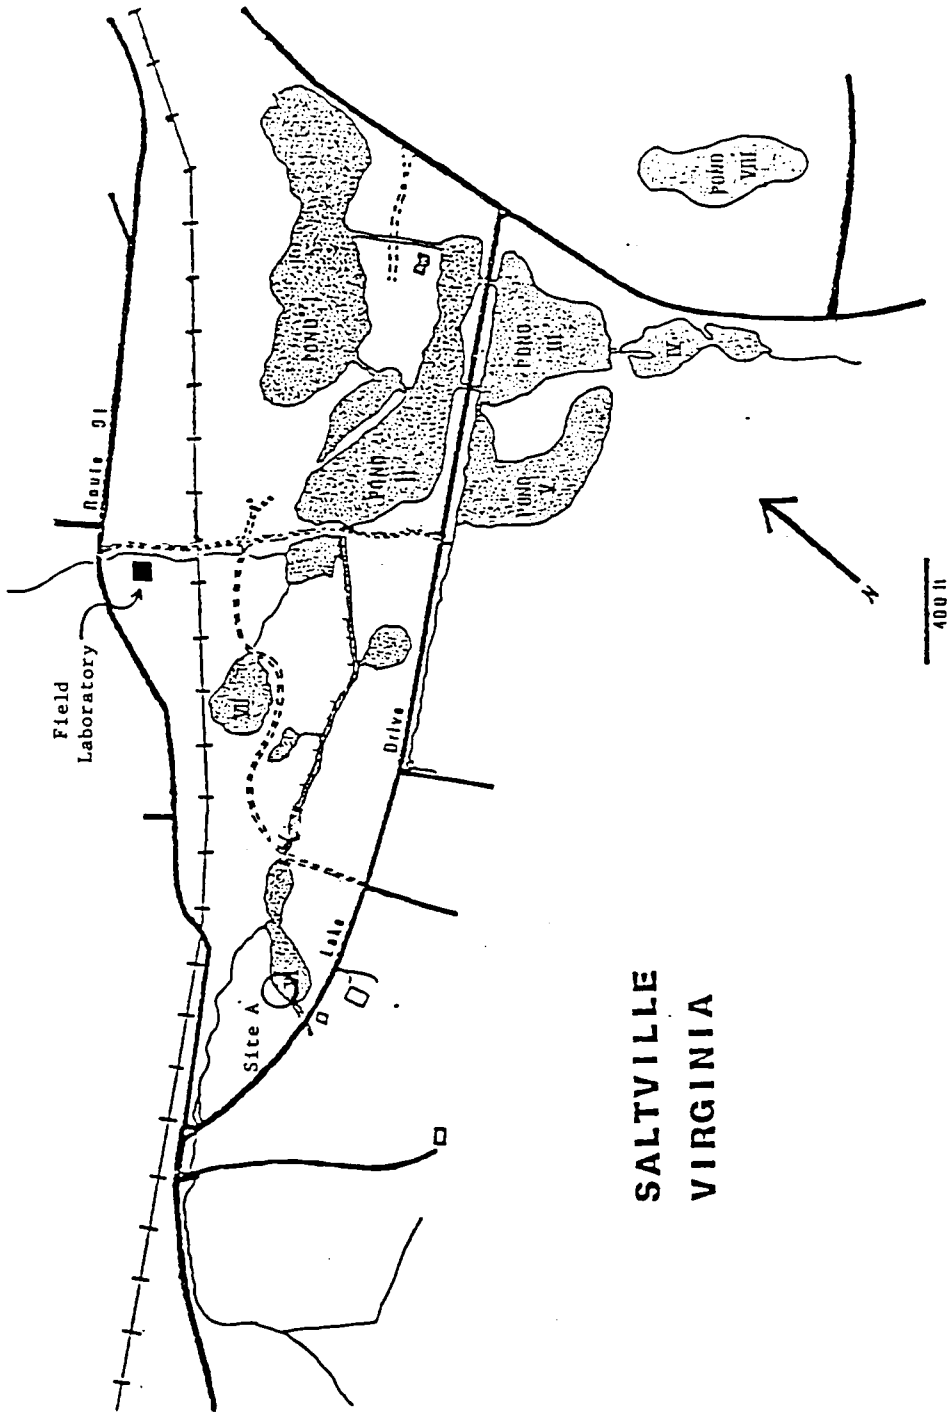 Route 91
Field
Laboratory
POND I
POND
II
POND
III
IV
POND
V
VII
POND
VIII
Site A
Lake Drive
N
400 ft
SALTVILLE
VIRGINIA